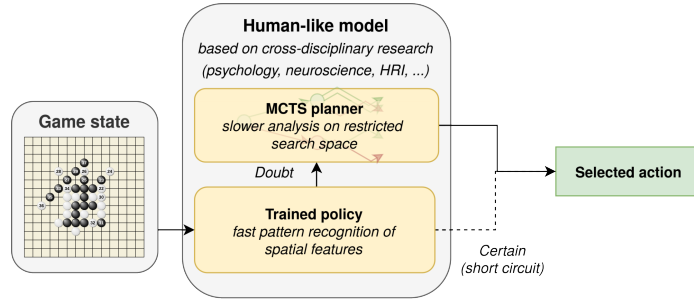 Human-like model
based on cross-disciplinary research
(psychology, neuroscience, HRI, ...)
Game state
MCTS planner
slower analysis on restricted
search space
Doubt
Trained policy
fast pattern recognition of
spatial features
Selected action
Certain
(short circuit)